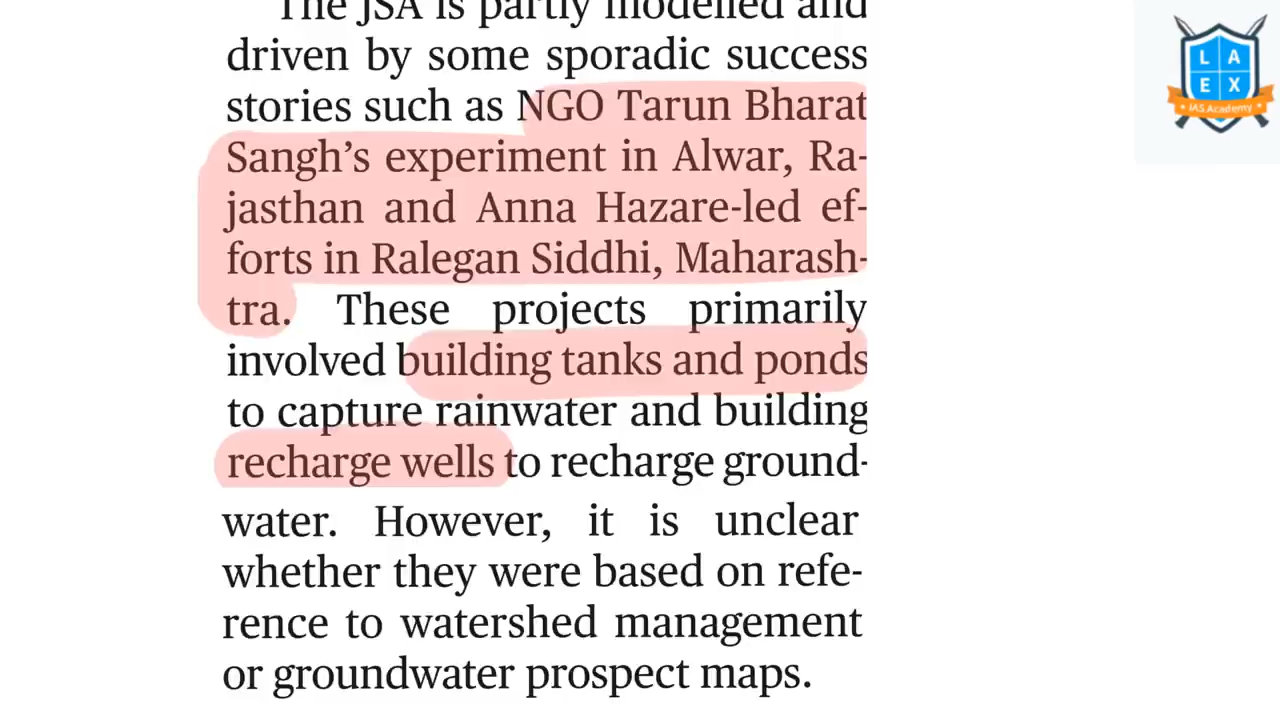 The JSA is partly modelled and
driven by some sporadic success
stories such as NGO Tarun Bharat
Sangh's experiment in Alwar, Ra-
jasthan and Anna Hazare-led ef-
forts in Ralegan Siddhi, Maharash-
tra. These projects primarily
involved building tanks and ponds
to capture rainwater and building
recharge wells to recharge ground-
water. However, it is unclear
whether they were based on refe-
rence to watershed management
or groundwater prospect maps.
L A
E X
IAS Academy